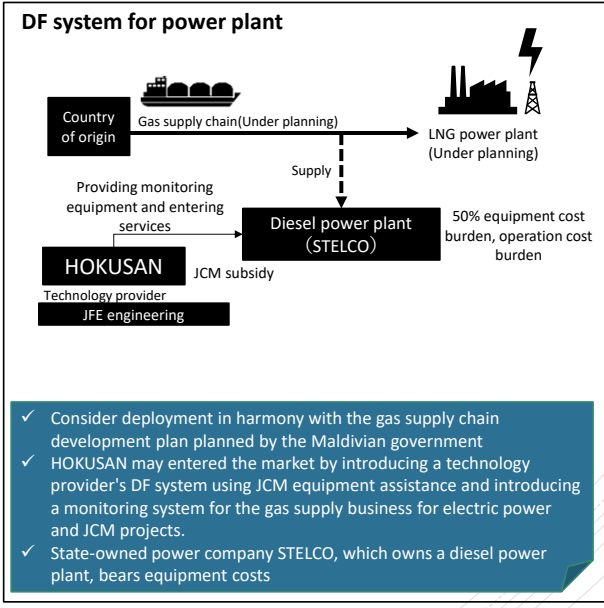 DF system for power plant
Country
of origin
Gas supply chain(Under planning)
LNG power plant
(Under planning)
Supply
Providing monitoring
equipment and entering
services
Diesel power plant
（STELCO）
50% equipment cost
burden, operation cost
burden
HOKUSAN
JCM subsidy
Technology provider
JFE engineering
✓ Consider deployment in harmony with the gas supply chain
development plan planned by the Maldivian government
✓ HOKUSAN may entered the market by introducing a technology
provider's DF system using JCM equipment assistance and introducing
a monitoring system for the gas supply business for electric power
and JCM projects.
✓ State-owned power company STELCO, which owns a diesel power
plant, bears equipment costs